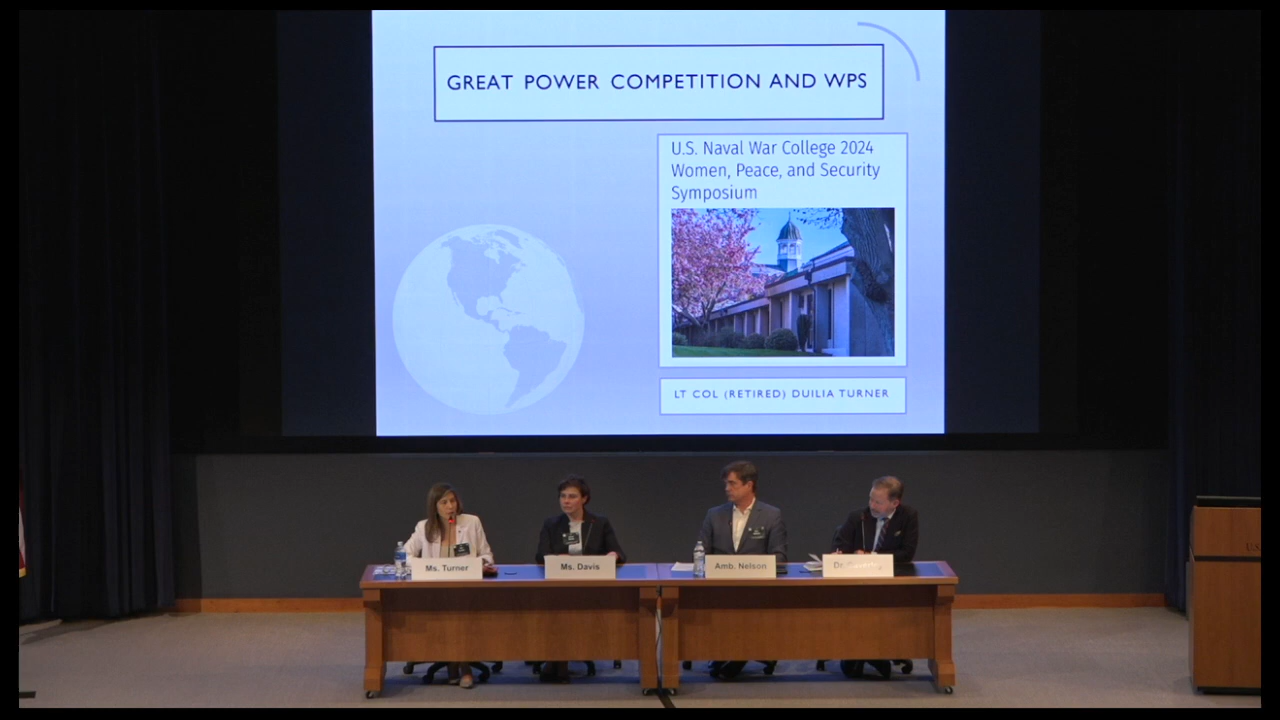 GREAT POWER COMPETITION AND WPS
U.S. Naval War College 2024
Women, Peace, and Security
Symposium
LT COL (RETIRED) DUILIA TURNER
Ms. Turner
Ms. Davis
Amb. Nelson
Dr.